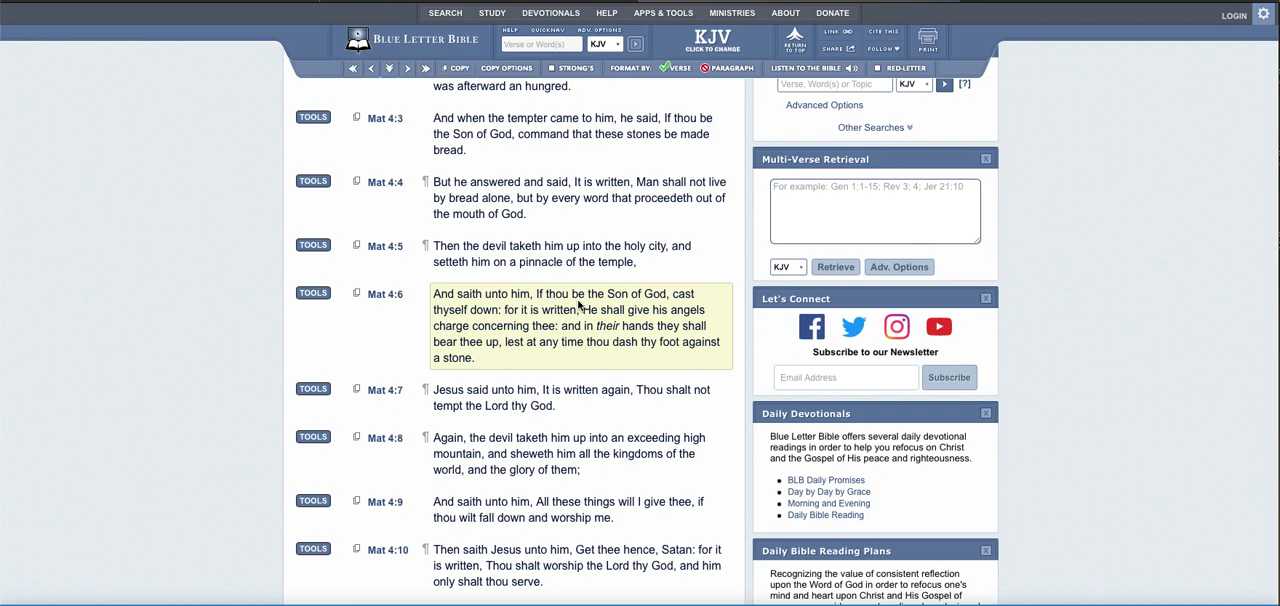 SEARCH STUDY DEVOTIONALS HELP APPS & TOOLS MINISTRIES ABOUT DONATE
LOGIN
BLUE LETTER BIBLE
HELP QUICKNAV ADV. OPTIONS
Verse or Word(s) KJV
KJV
CLICK TO CHANGE
RETURN
TO TOP
LINK CITE THIS
SHARE FOLLOW
PRINT
COPY COPY OPTIONS STRONG'S FORMAT BY: VERSE PARAGRAPH LISTEN TO THE BIBLE RED-LETTER
was afterward an hungred.
TOOLS Mat 4:3 And when the tempter came to him, he said, If thou be
the Son of God, command that these stones be made
bread.
TOOLS Mat 4:4 ¶ But he answered and said, It is written, Man shall not live
by bread alone, but by every word that proceedeth out of
the mouth of God.
TOOLS Mat 4:5 ¶ Then the devil taketh him up into the holy city, and
setteth him on a pinnacle of the temple,
TOOLS Mat 4:6 And saith unto him, If thou be the Son of God, cast
thyself down: for it is written, He shall give his angels
charge concerning thee: and in their hands they shall
bear thee up, lest at any time thou dash thy foot against
a stone.
TOOLS Mat 4:7 ¶ Jesus said unto him, It is written again, Thou shalt not
tempt the Lord thy God.
TOOLS Mat 4:8 ¶ Again, the devil taketh him up into an exceeding high
mountain, and sheweth him all the kingdoms of the
world, and the glory of them;
TOOLS Mat 4:9 And saith unto him, All these things will I give thee, if
thou wilt fall down and worship me.
TOOLS Mat 4:10 ¶ Then saith Jesus unto him, Get thee hence, Satan: for it
is written, Thou shalt worship the Lord thy God, and him
only shalt thou serve.
Verse, Word(s) or Topic KJV [?]
Advanced Options
Other Searches
Multi-Verse Retrieval
For example: Gen 1:1-15; Rev 3; 4; Jer 21:10
KJV Retrieve Adv. Options
Let's Connect
Subscribe to our Newsletter
Email Address Subscribe
Daily Devotionals
Blue Letter Bible offers several daily devotional
readings in order to help you refocus on Christ
and the Gospel of His peace and righteousness.
BLB Daily Promises
Day by Day by Grace
Morning and Evening
Daily Bible Reading
Daily Bible Reading Plans
Recognizing the value of consistent reflection
upon the Word of God in order to refocus one's
mind and heart upon Christ and His Gospel of